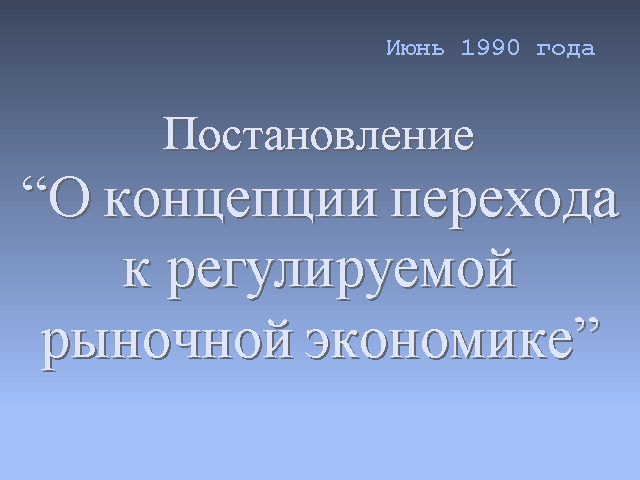 Июнь 1990 года
Постановление
“О концепции перехода
к регулируемой
рыночной экономике”